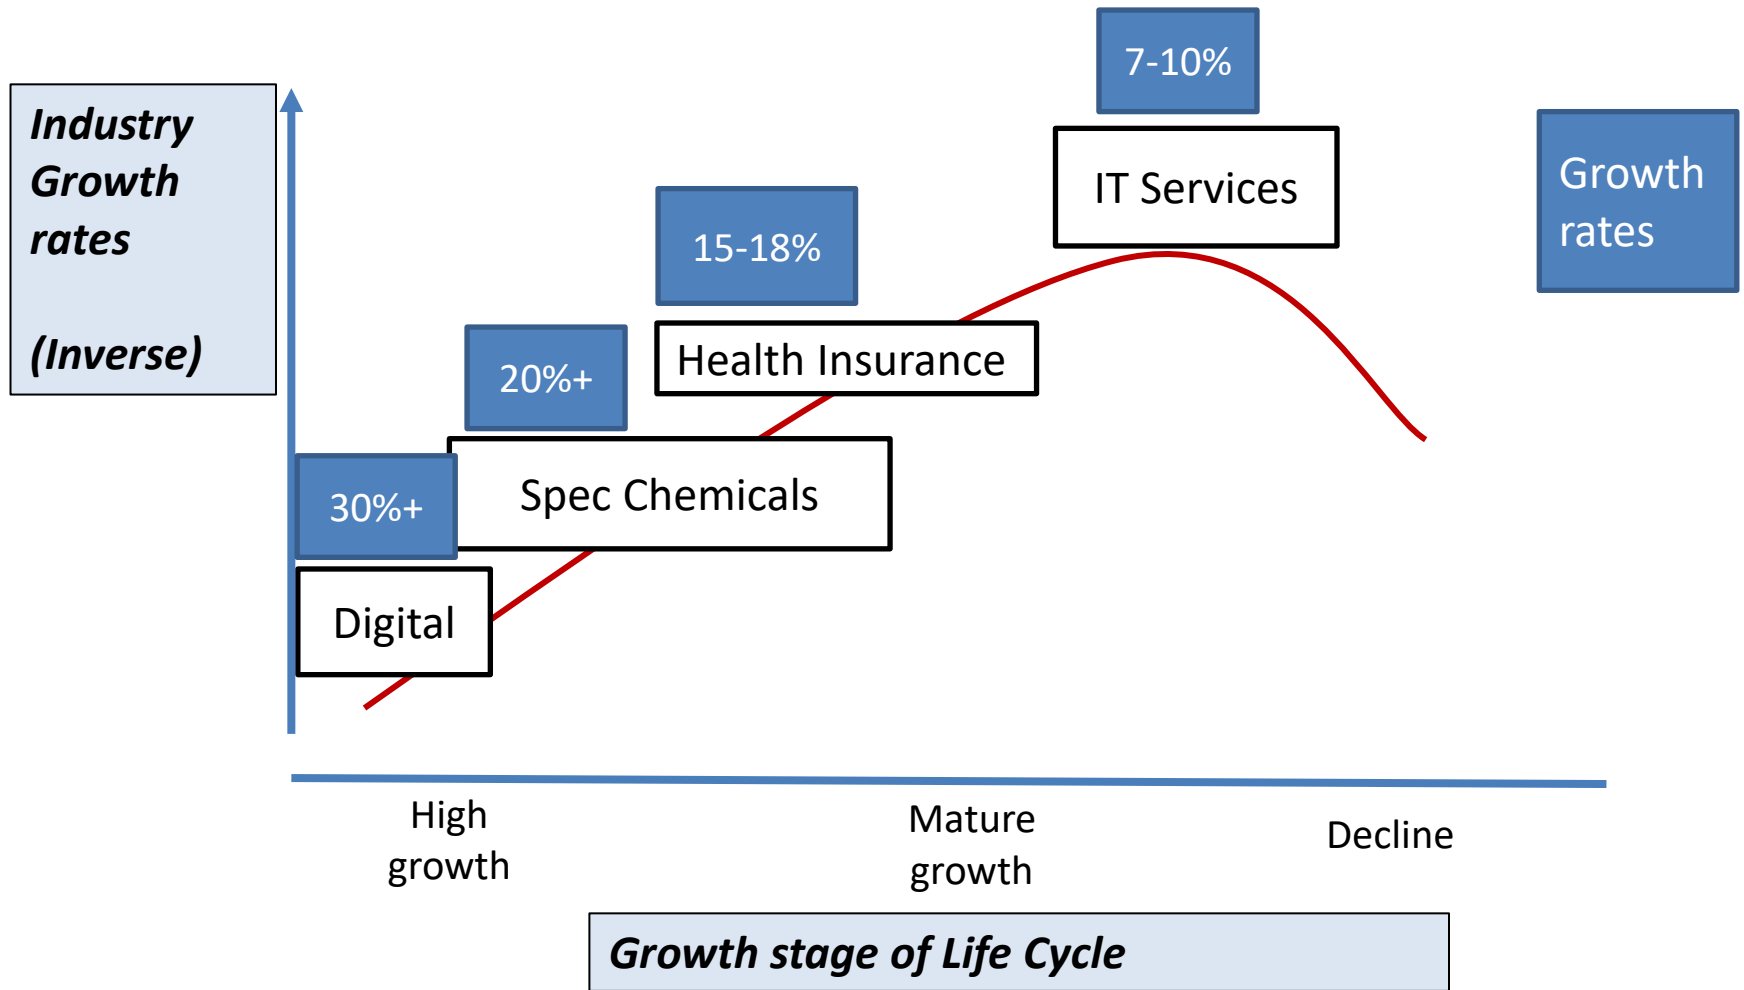 7-10%
Industry
Growth
rates
(Inverse)
IT Services
Growth
rates
15-18%
Health Insurance
20%+
Spec Chemicals
30%+
Digital
High
growth
Mature
growth
Decline
Growth stage of Life Cycle